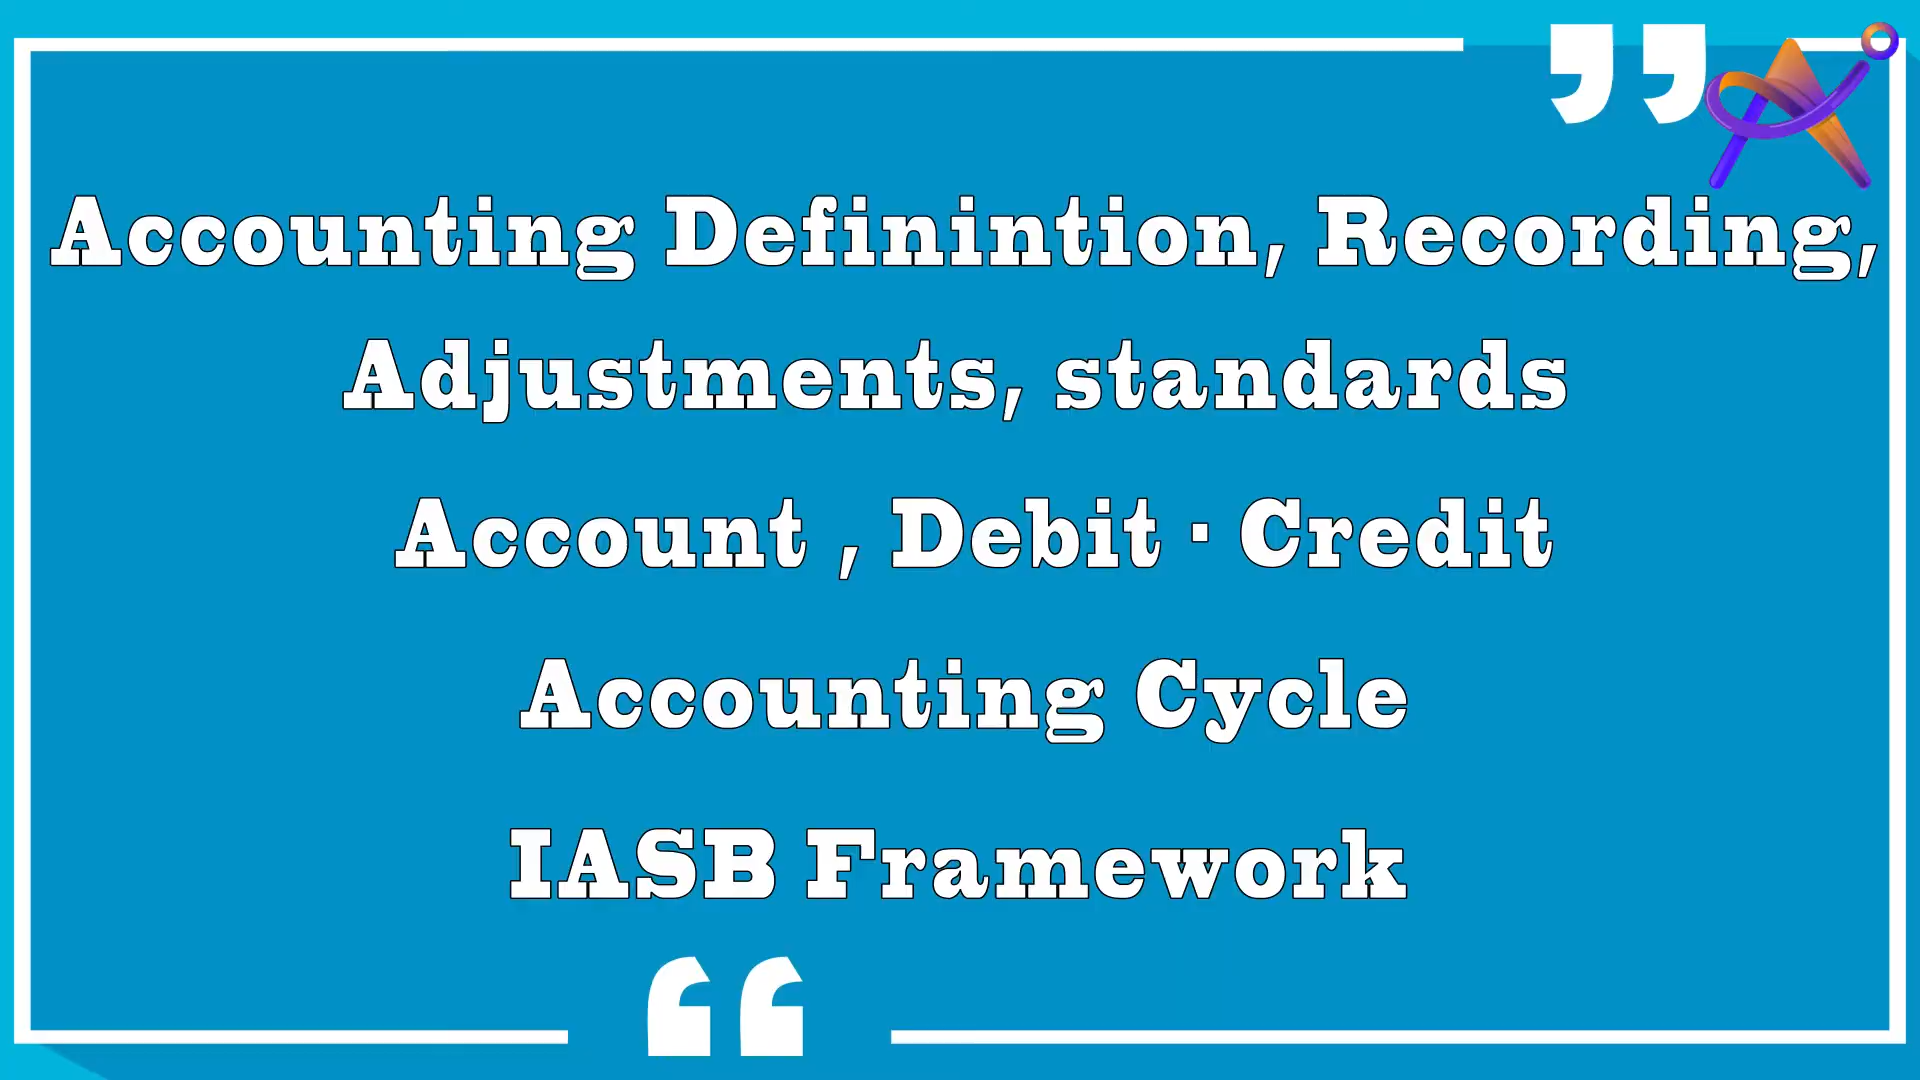 Accounting Definintion, Recording,
Adjustments, standards
Account , Debit · Credit
Accounting Cycle
IASB Framework